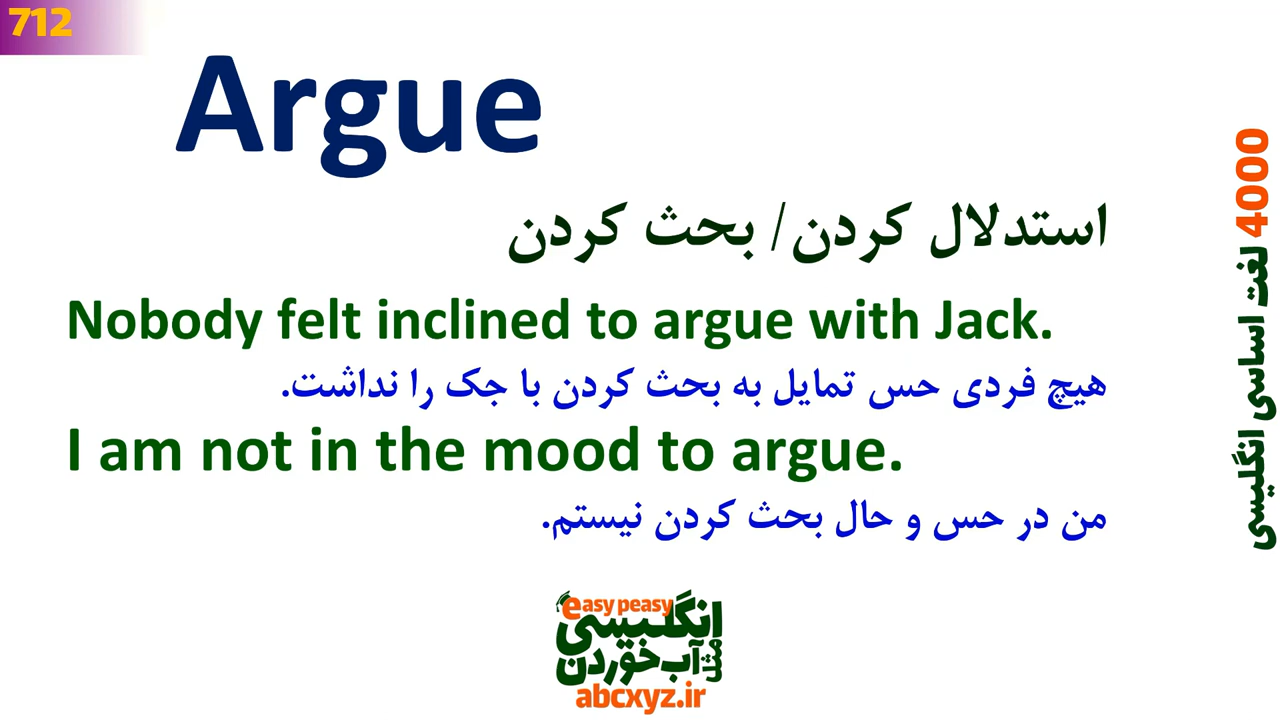 712
Argue
استدلال کردن/ بحث کردن
Nobody felt inclined to argue with Jack.
هیچ فردی حس تمایل به بحث کردن با جک را نداشت.
I am not in the mood to argue.
من در حس و حال بحث کردن نیستم.
4000 لغت اساسی انگلیسی
easy peasy
انگلیسی
مثل آب خوردن
abcxyz.ir